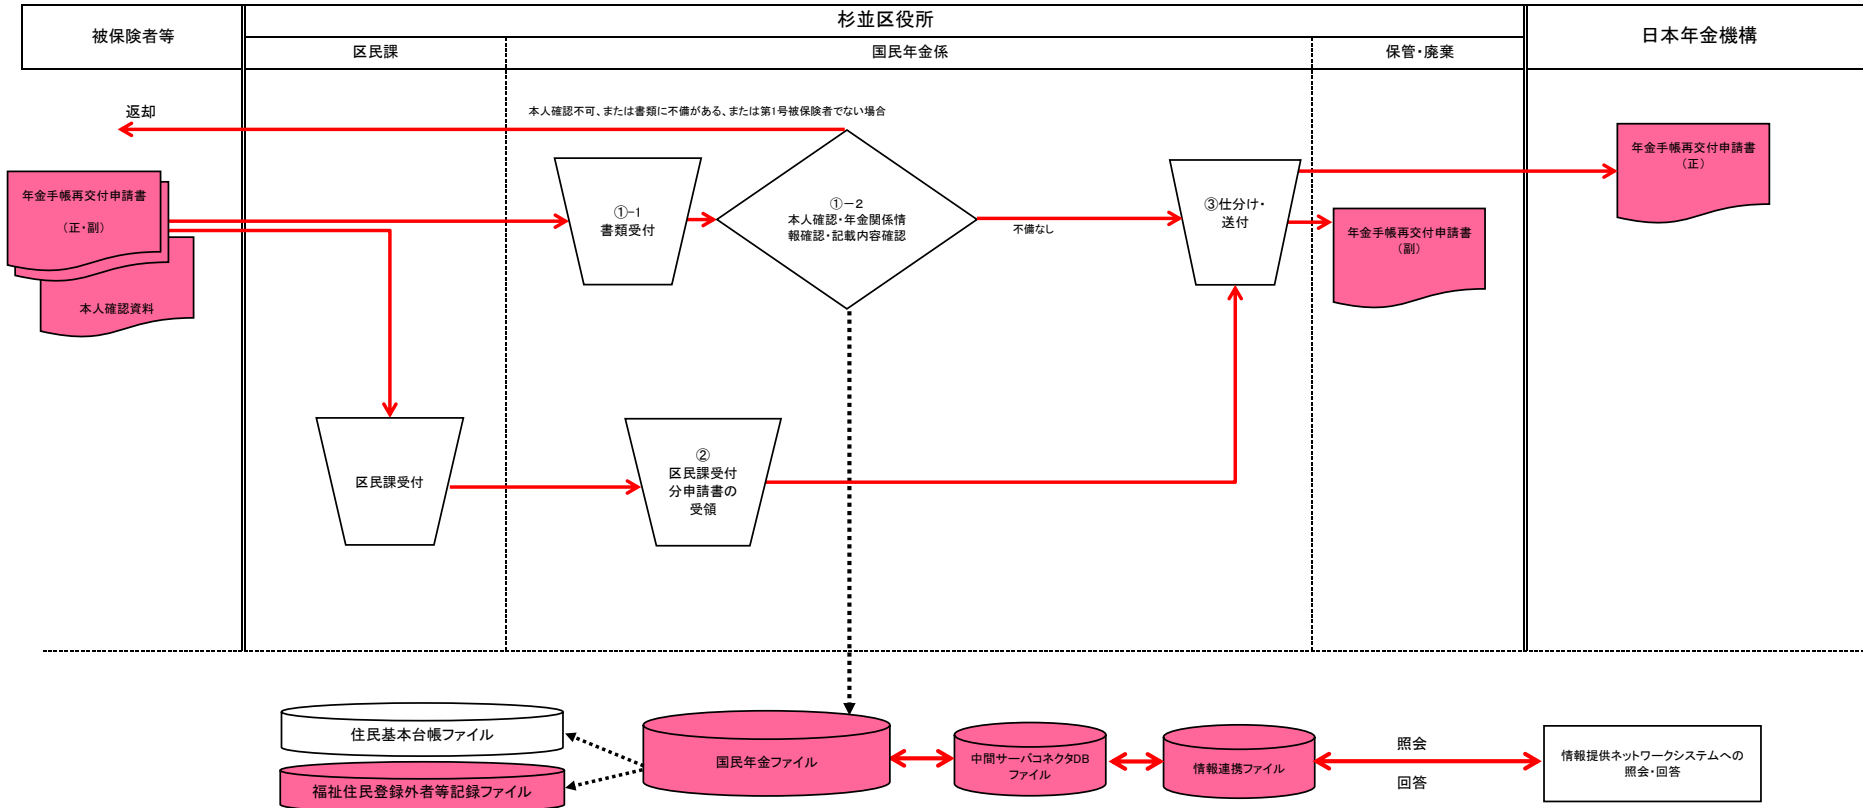 被保険者等
杉並区役所
日本年金機構
区民課
国民年金係
保管・廃棄
返却
本人確認不可、または書類に不備がある、または第1号被保険者でない場合
年金手帳再交付申請書
（正・副）
本人確認資料
①-1
書類受付
①－２
本人確認・年金関係情
報確認・記載内容確認
不備なし
③仕分け・
送付
年金手帳再交付申請書
（副）
年金手帳再交付申請書
（正）
区民課受付
②
区民課受付
分申請書の
受領
住民基本台帳ファイル
福祉住民登録外者等記録ファイル
国民年金ファイル
中間サーバコネクタDB
ファイル
情報連携ファイル
照会
回答
情報提供ネットワークシステムへの
照会・回答